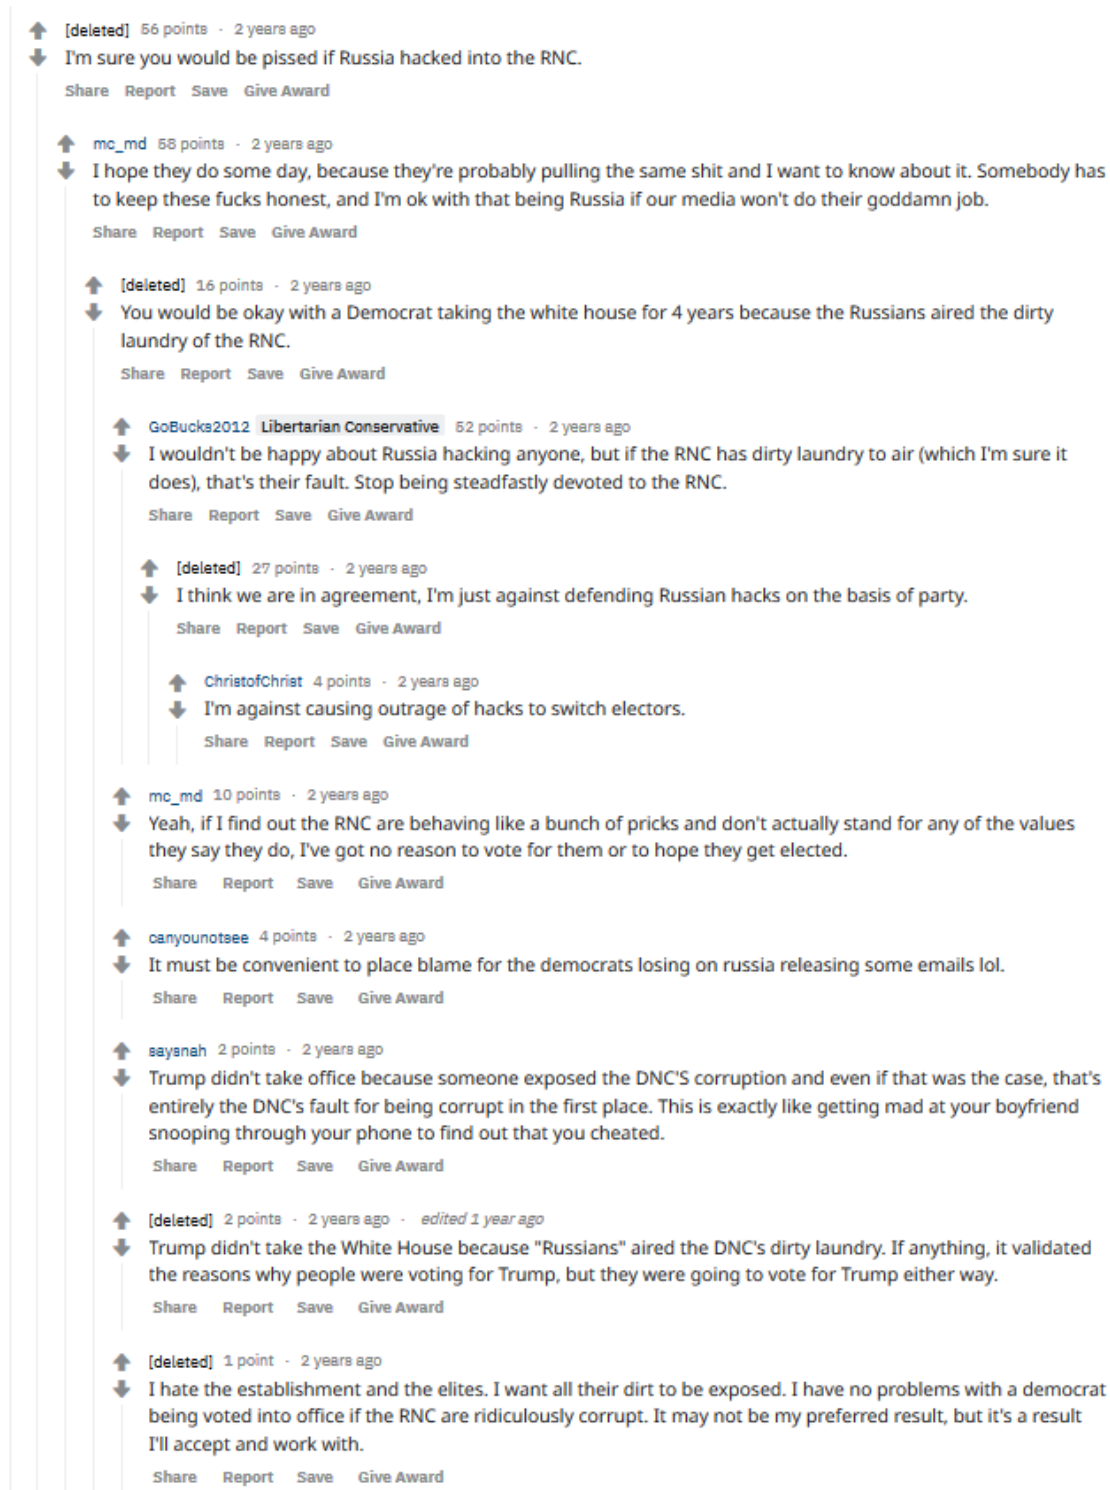 [deleted] 56 points · 2 years ago
I'm sure you would be pissed if Russia hacked into the RNC.
Share Report Save Give Award
mc_md 58 points · 2 years ago
I hope they do some day, because they're probably pulling the same shit and I want to know about it. Somebody has
to keep these fucks honest, and I'm ok with that being Russia if our media won't do their goddamn job.
Share Report Save Give Award
[deleted] 16 points · 2 years ago
You would be okay with a Democrat taking the white house for 4 years because the Russians aired the dirty
laundry of the RNC.
Share Report Save Give Award
GoBucks2012 Libertarian Conservative 52 points · 2 years ago
I wouldn't be happy about Russia hacking anyone, but if the RNC has dirty laundry to air (which I'm sure it
does), that's their fault. Stop being steadfastly devoted to the RNC.
Share Report Save Give Award
[deleted] 27 points · 2 years ago
I think we are in agreement, I'm just against defending Russian hacks on the basis of party.
Share Report Save Give Award
ChristofChrist 4 points · 2 years ago
I'm against causing outrage of hacks to switch electors.
Share Report Save Give Award
mc_md 10 points · 2 years ago
Yeah, if I find out the RNC are behaving like a bunch of pricks and don't actually stand for any of the values
they say they do, I've got no reason to vote for them or to hope they get elected.
Share Report Save Give Award
canyounotsee 4 points · 2 years ago
It must be convenient to place blame for the democrats losing on russia releasing some emails lol.
Share Report Save Give Award
saysnah 2 points · 2 years ago
Trump didn't take office because someone exposed the DNC'S corruption and even if that was the case, that's
entirely the DNC's fault for being corrupt in the first place. This is exactly like getting mad at your boyfriend
snooping through your phone to find out that you cheated.
Share Report Save Give Award
[deleted] 2 points · 2 years ago · edited 1 year ago
Trump didn't take the White House because "Russians" aired the DNC's dirty laundry. If anything, it validated
the reasons why people were voting for Trump, but they were going to vote for Trump either way.
Share Report Save Give Award
[deleted] 1 point · 2 years ago
I hate the establishment and the elites. I want all their dirt to be exposed. I have no problems with a democrat
being voted into office if the RNC are ridiculously corrupt. It may not be my preferred result, but it's a result
I'll accept and work with.
Share Report Save Give Award